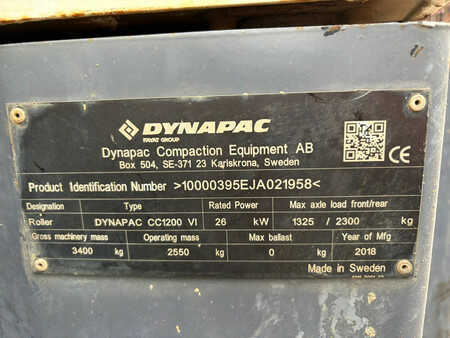 DYNAPAC
FAYAT GROUP
Dynapac Compaction Equipment AB
Box 504, SE-371 23 Karlskrona, Sweden
Product Identification Number >10000395EJA021958<
Designation Type Rated Power Max axle load front/rear
Roller DYNAPAC CC1200 VI 26 kW 1325 / 2300 kg
Gross machinery mass Operating mass Max ballast Year of Mfg
3400 kg 2550 kg 0 kg 2018
Made in Sweden